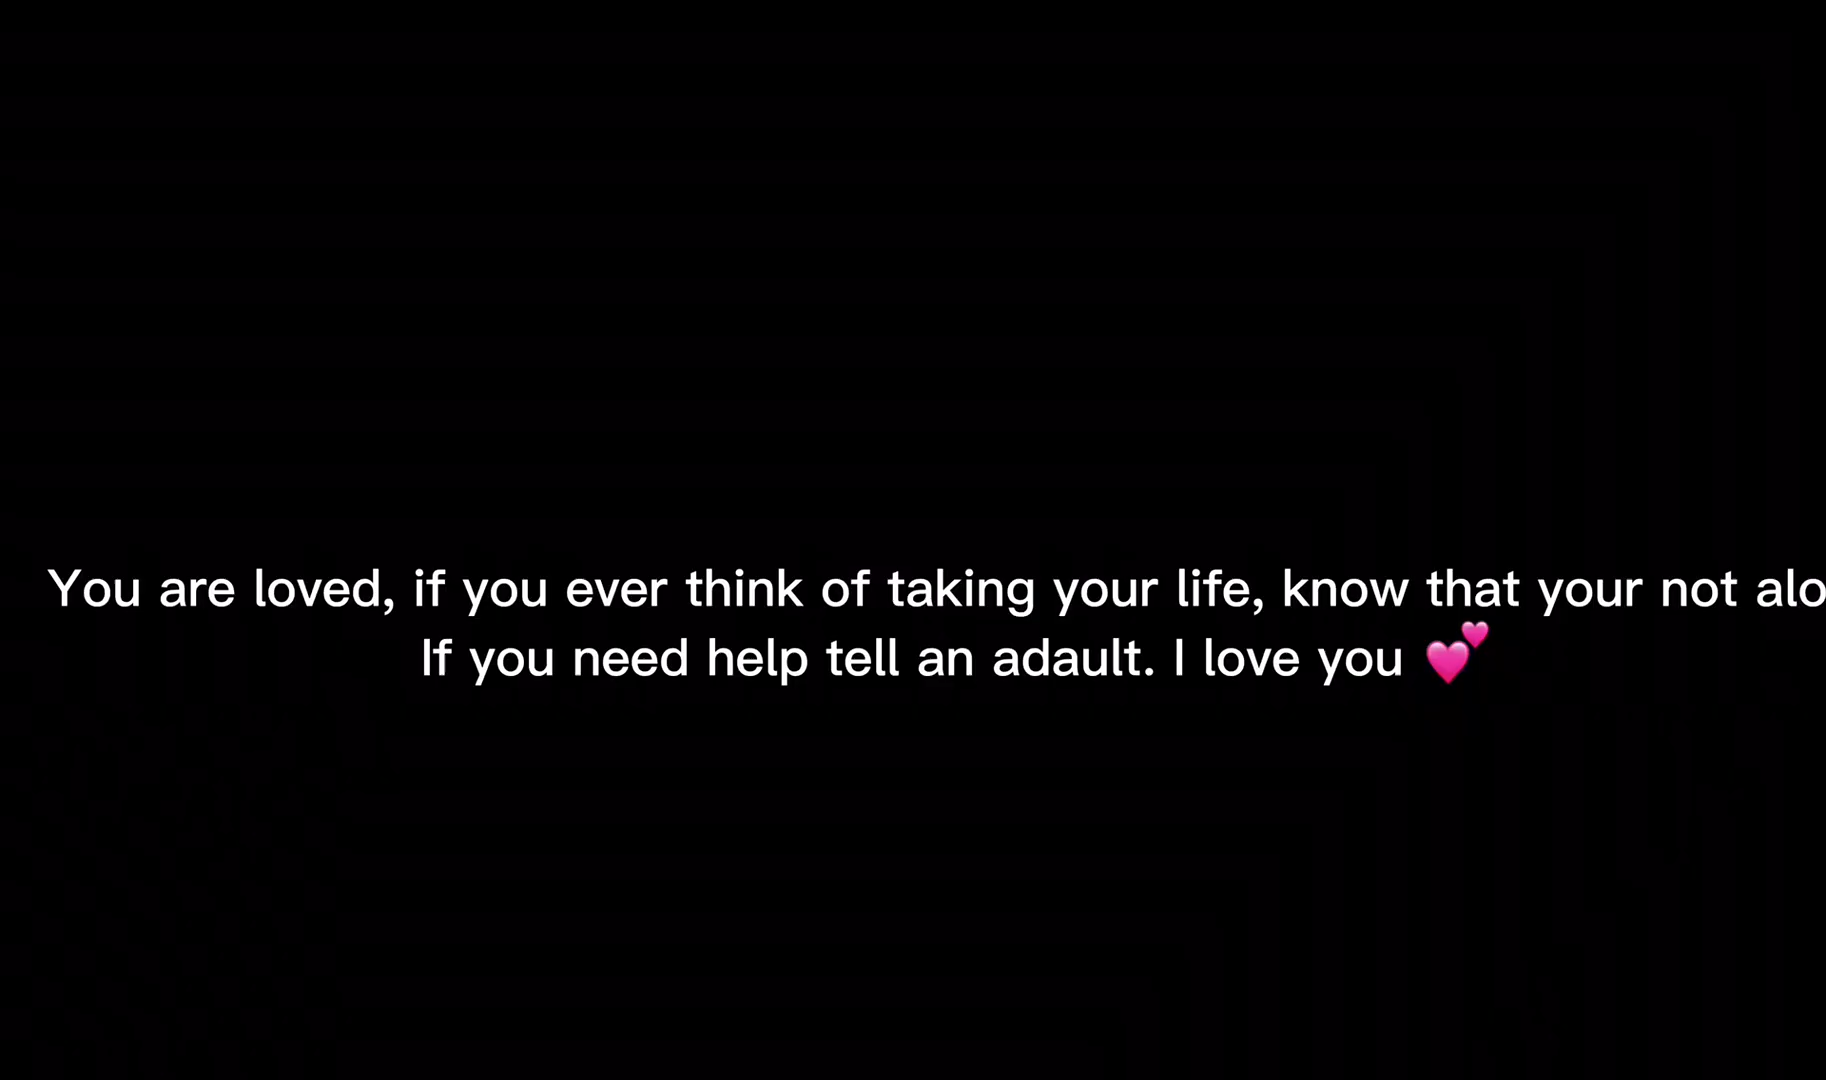 You are loved, if you ever think of taking your life, know that your not alo
If you need help tell an adault. I love you 💕